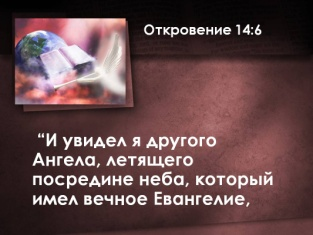 Откровение 14:6
“И увидел я другого
Ангела, летящего
посредине неба, который
имел вечное Евангелие,